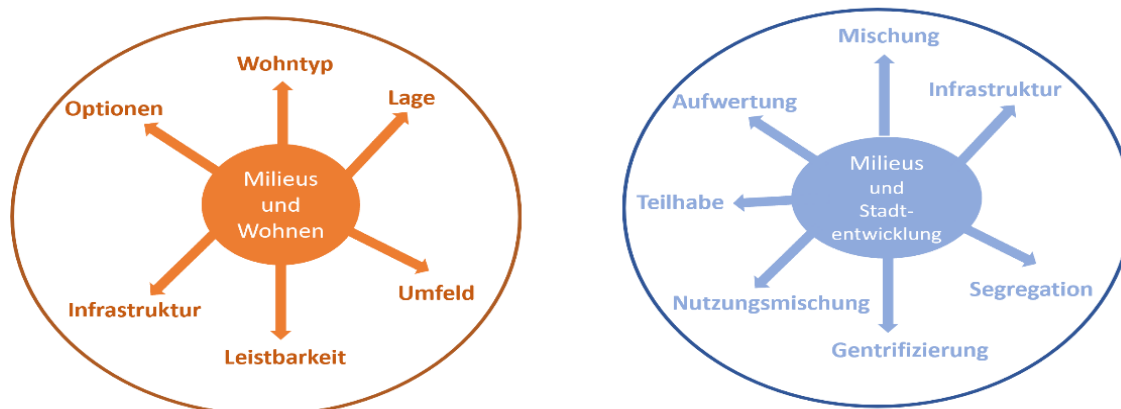 Wohntyp
Optionen
Lage
Milieus
und
Wohnen
Infrastruktur
Umfeld
Leistbarkeit
Mischung
Aufwertung
Infrastruktur
Milieus
und
Stadt-
entwicklung
Teilhabe
Nutzungsmischung
Segregation
Gentrifizierung